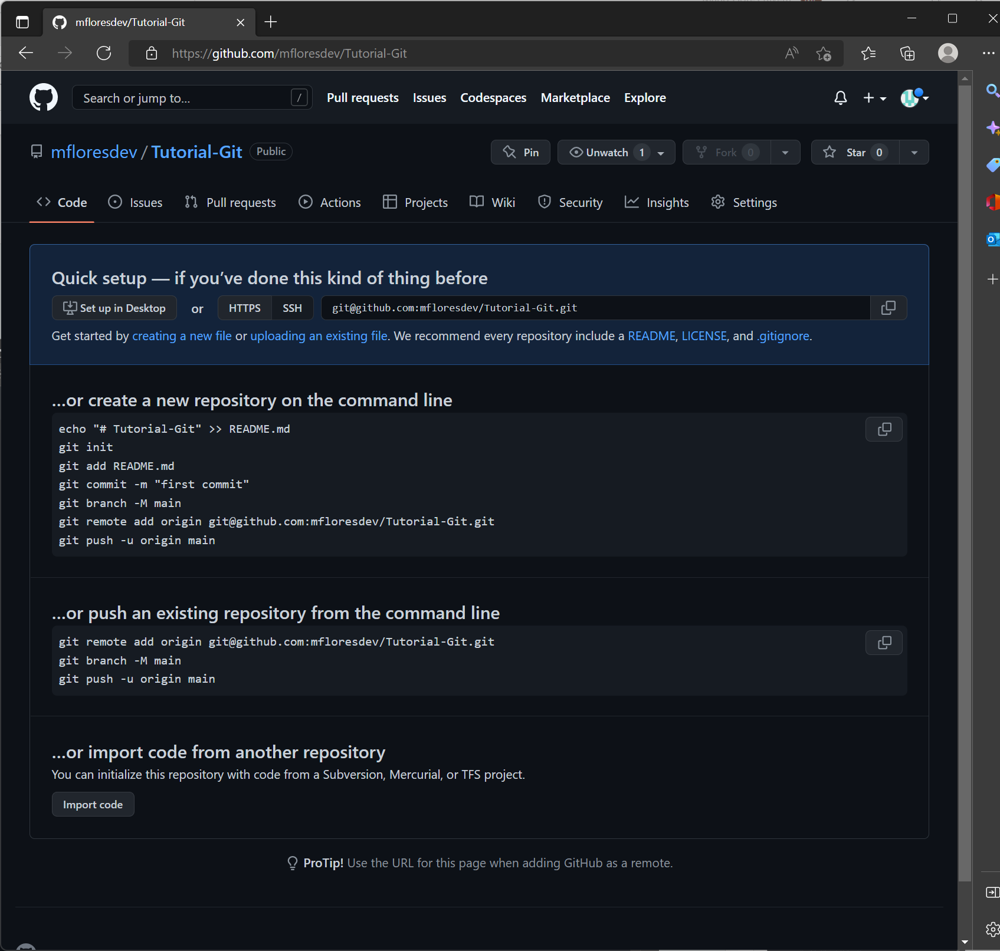 mfloresdev/Tutorial-Git
https://github.com/mfloresdev/Tutorial-Git
Search or jump to... / Pull requests Issues Codespaces Marketplace Explore
mfloresdev / Tutorial-Git Public Pin Unwatch 1 Fork 0 Star 0
Code Issues Pull requests Actions Projects Wiki Security Insights Settings
Quick setup — if you’ve done this kind of thing before
Set up in Desktop or HTTPS SSH git@github.com:mfloresdev/Tutorial-Git.git
Get started by creating a new file or uploading an existing file. We recommend every repository include a README, LICENSE, and .gitignore.
…or create a new repository on the command line
echo "# Tutorial-Git" >> README.md
git init
git add README.md
git commit -m "first commit"
git branch -M main
git remote add origin git@github.com:mfloresdev/Tutorial-Git.git
git push -u origin main
…or push an existing repository from the command line
git remote add origin git@github.com:mfloresdev/Tutorial-Git.git
git branch -M main
git push -u origin main
…or import code from another repository
You can initialize this repository with code from a Subversion, Mercurial, or TFS project.
Import code
ProTip! Use the URL for this page when adding GitHub as a remote.